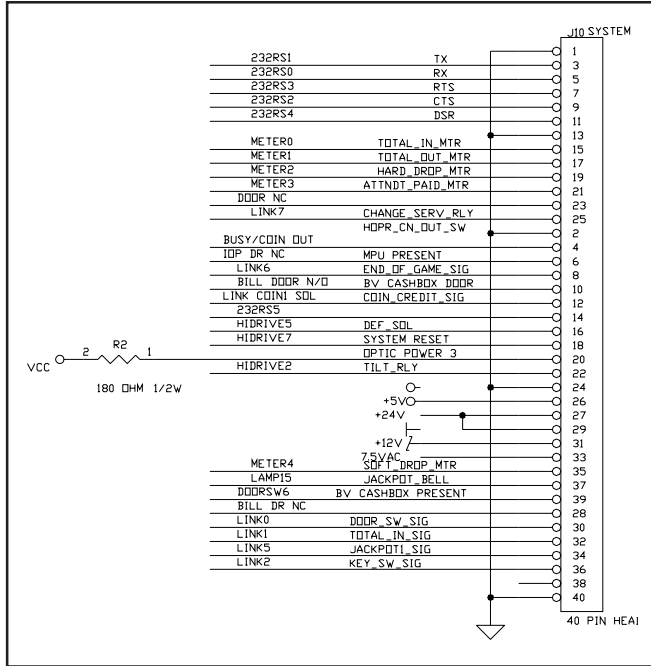 J10 SYSTEM
1
232RS1 TX 3
232RS0 RX 5
232RS3 RTS 7
232RS2 CTS 9
232RS4 DSR 11
13
METER0 TOTAL_IN_MTR 15
METER1 TOTAL_OUT_MTR 17
METER2 HARD_DROP_MTR 19
METER3 ATTNDT_PAID_MTR 21
DOOR NC 23
LINK7 CHANGE_SERV_RLY 25
HOPR_CN_OUT_SW 2
BUSY/COIN OUT 4
IOP DR NC MPU PRESENT 6
LINK6 END_OF_GAME_SIG 8
BILL DOOR N/O BV CASHBOX DOOR 10
LINK COIN1 SOL COIN_CREDIT_SIG 12
232RS5 14
HIDRIVE5 DEF_SOL 16
HIDRIVE7 SYSTEM RESET 18
OPTIC POWER 3 20
HIDRIVE2 TILT_RLY 22
VCC 2 R2 1
180 OHM 1/2W
24
+5V 26
+24V 27
29
+12V 31
7.5VAC 33
METER4 SOFT_DROP_MTR 35
LAMP15 JACKPOT_BELL 37
DOORSW6 BV CASHBOX PRESENT 39
BILL DR NC 28
LINK0 DOOR_SW_SIG 30
LINK1 TOTAL_IN_SIG 32
LINK5 JACKPOT1_SIG 34
LINK2 KEY_SW_SIG 36
38
40
40 PIN HEAI